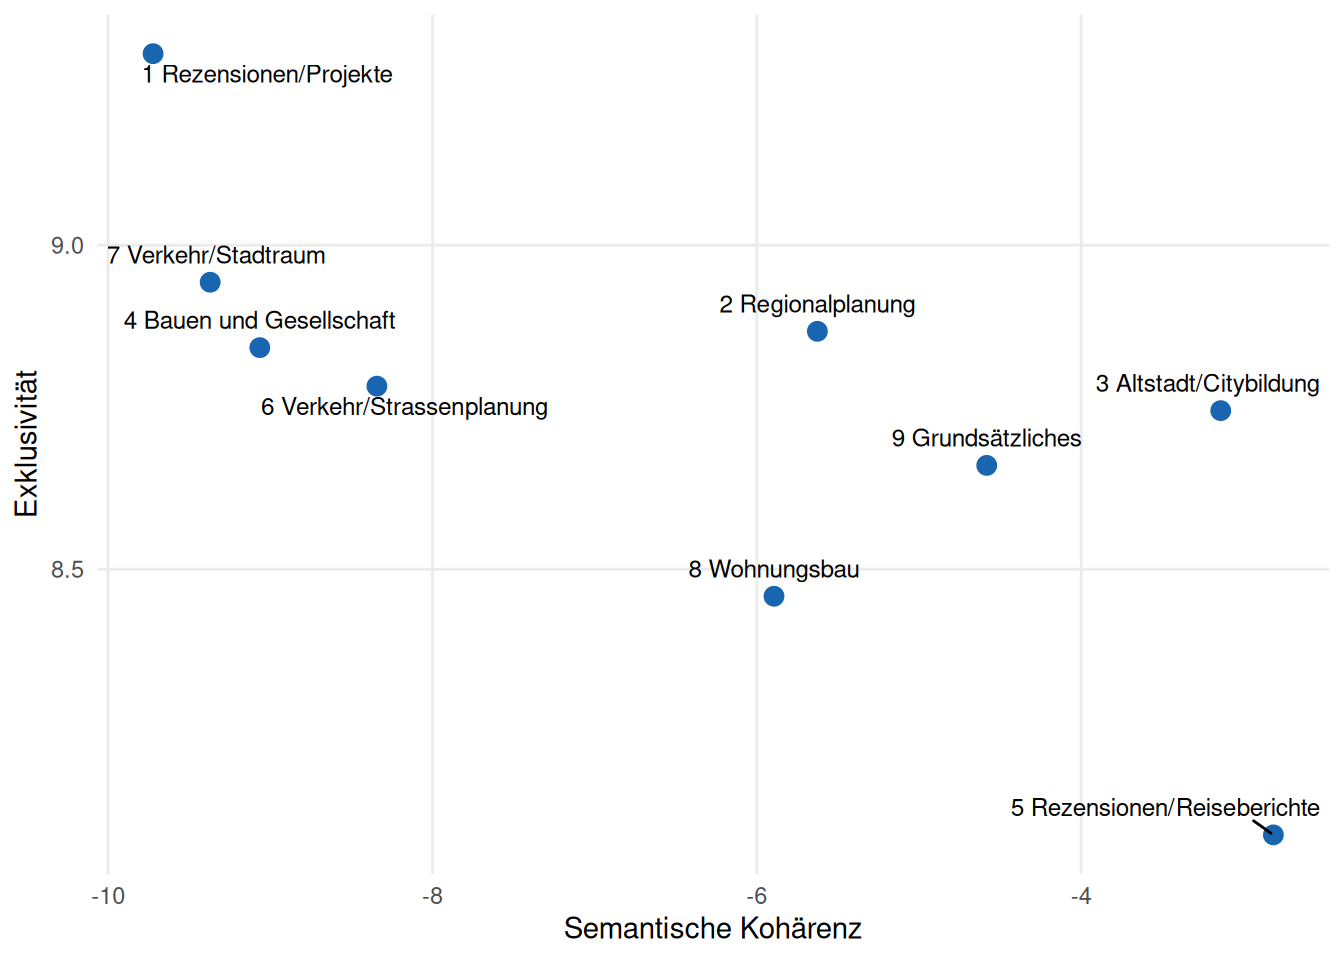 1 Rezensionen/Projekte
9.0
7 Verkehr/Stadtraum
2 Regionalplanung
4 Bauen und Gesellschaft
3 Altstadt/Citybildung
6 Verkehr/Strassenplanung
9 Grundsätzliches
Exklusivität
8.5
8 Wohnungsbau
5 Rezensionen/Reiseberichte
-10
-8
-6
-4
Semantische Kohärenz